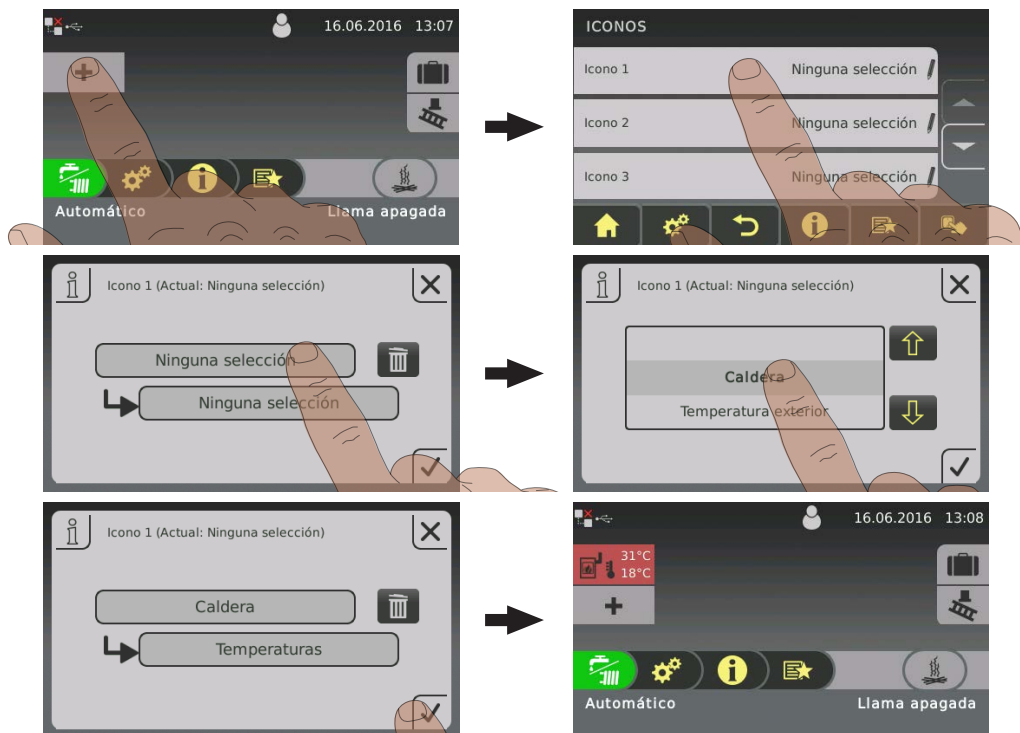 16.06.2016 13:07
Automático
Llama apagada
ICONOS
Icono 1 Ninguna selección
Icono 2 Ninguna selección
Icono 3 Ninguna selección
Icono 1 (Actual: Ninguna selección)
Ninguna selección
Ninguna selección
Icono 1 (Actual: Ninguna selección)
Caldera
Temperatura exterior
Icono 1 (Actual: Ninguna selección)
Caldera
Temperaturas
16.06.2016 13:08
31°C
18°C
Automático
Llama apagada